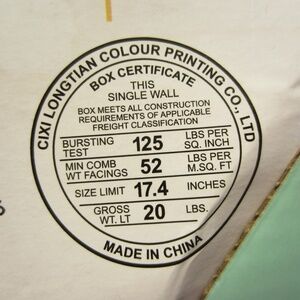 CIXI LONGTIAN COLOUR PRINTING CO., LTD
BOX CERTIFICATE
THIS
SINGLE WALL
BOX MEETS ALL CONSTRUCTION
REQUIREMENTS OF APPLICABLE
FREIGHT CLASSIFICATION
BURSTING TEST 125 LBS PER SQ. INCH
MIN COMB WT FACINGS 52 LBS PER M.SQ. FT
SIZE LIMIT 17.4 INCHES
GROSS WT. LT 20 LBS.
MADE IN CHINA